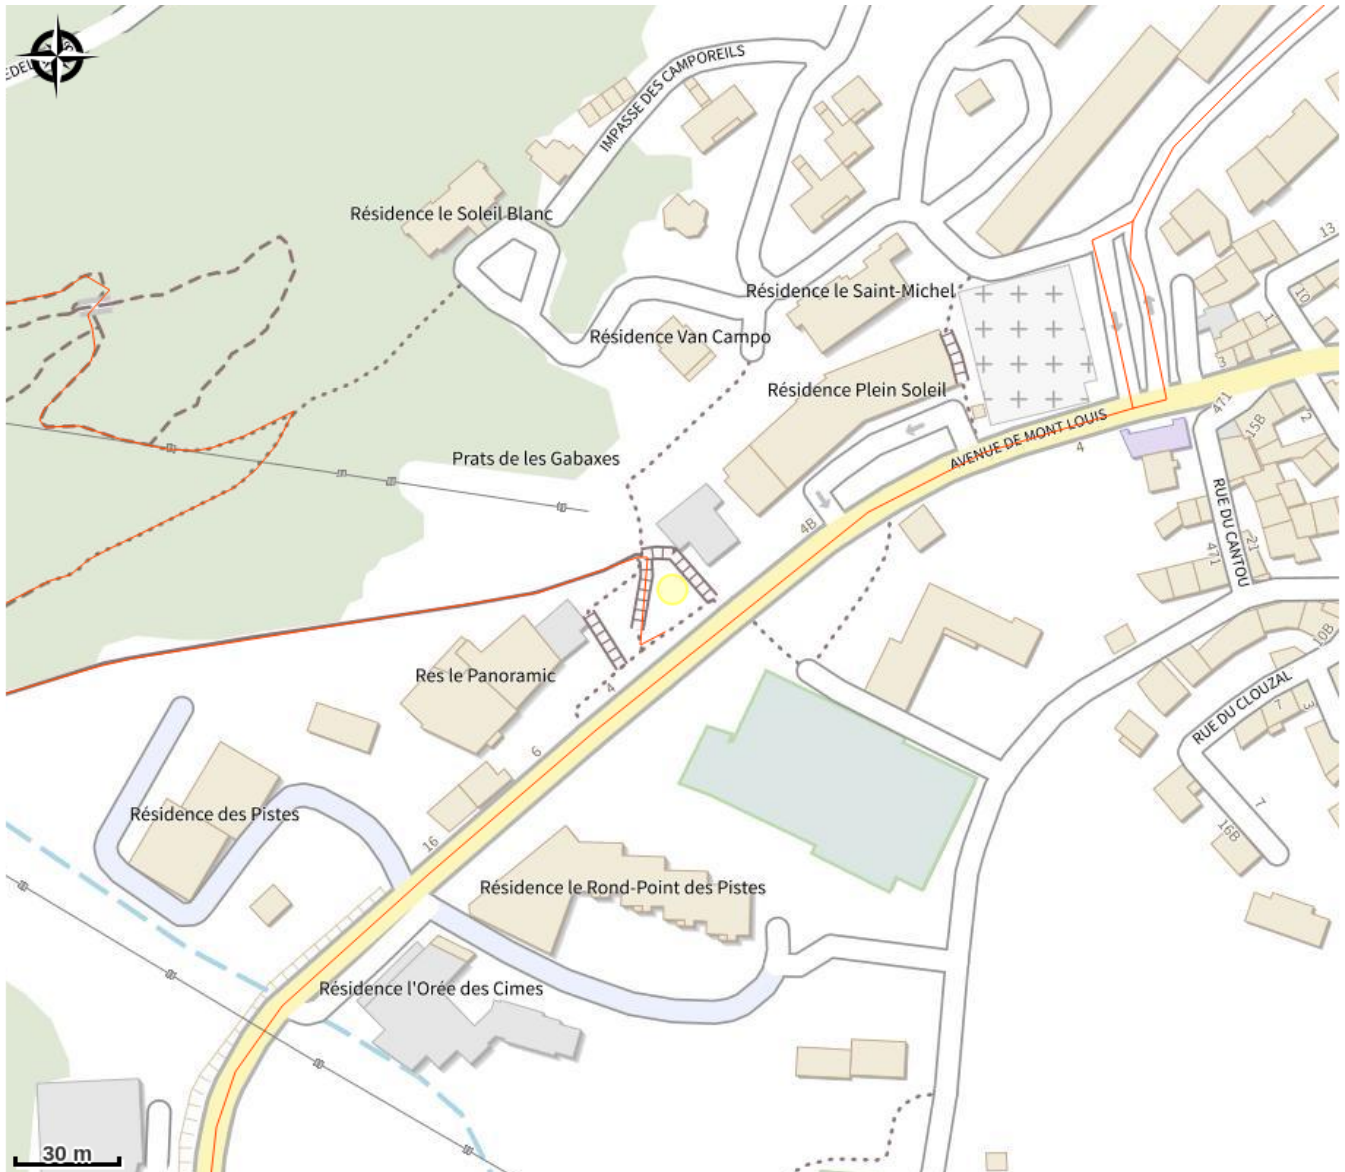 IMPASSE DES CAMPOREILS
Résidence le Soleil Blanc
13
Résidence le Saint-Michel
10
1
Résidence Van Campo
3
Résidence Plein Soleil
471
2
15B
AVENUE DE MONT LOUIS
4
Prats de les Gabaxes
RUE DU CANTOU
4B
21
471
10B
Res le Panoramic
4
RUE DU CLOUZAL
7
3
6
Résidence des Pistes
7
16B
16
Résidence le Rond-Point des Pistes
Résidence l'Orée des Cimes
30 m